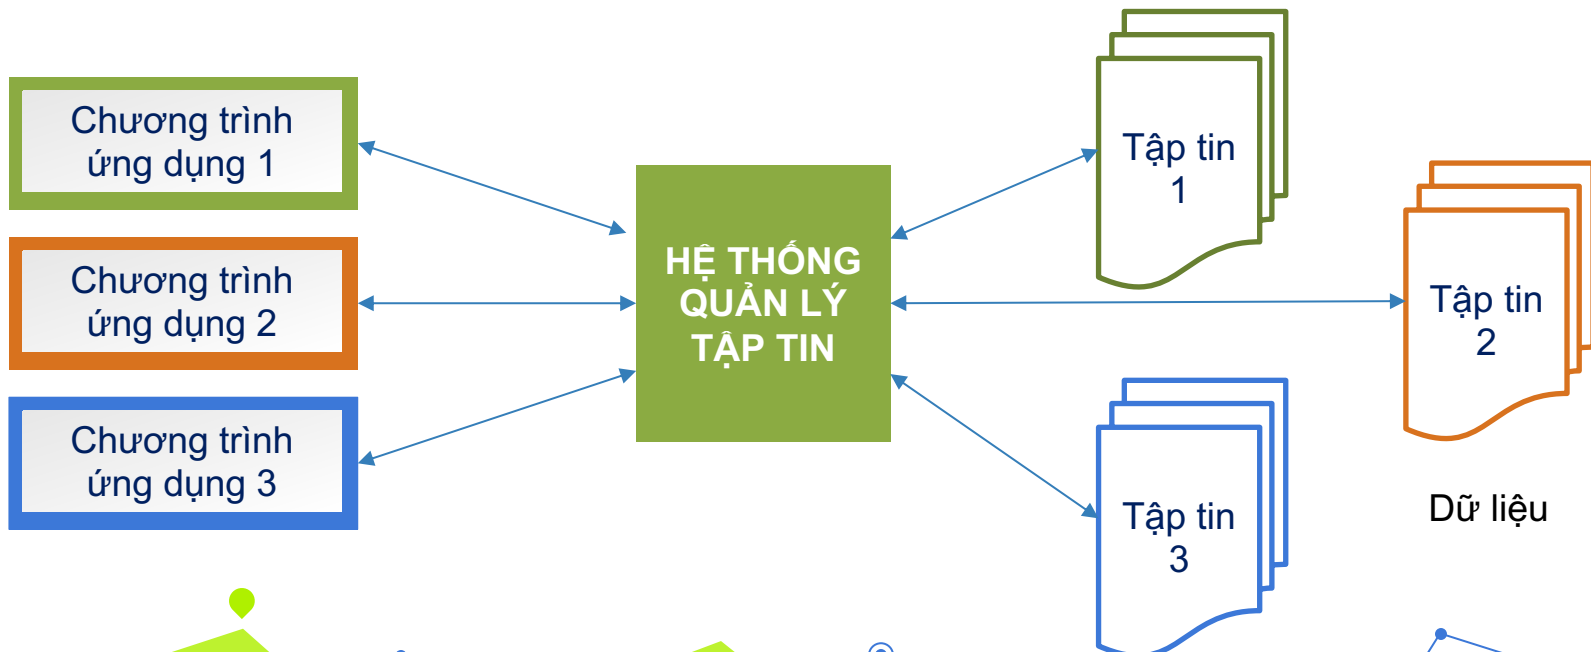 Chương trình
ứng dụng 1
Chương trình
ứng dụng 2
Chương trình
ứng dụng 3
HỆ THỐNG
QUẢN LÝ
TẬP TIN
Tập tin
1
Tập tin
2
Tập tin
3
Dữ liệu